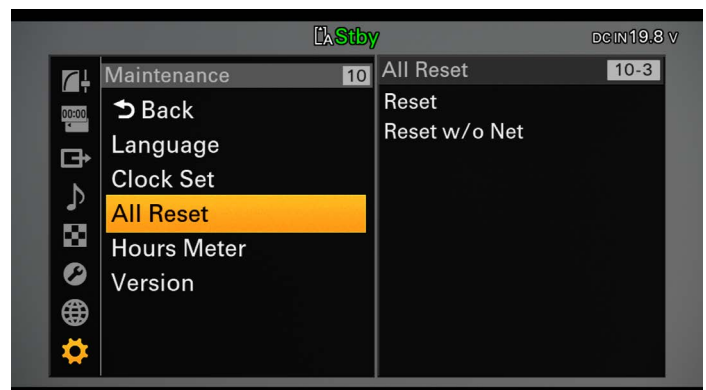 A Stby
DC IN 19.8 V
Maintenance 10
Back
Language
Clock Set
All Reset
Hours Meter
Version
All Reset 10-3
Reset
Reset w/o Net
00:00